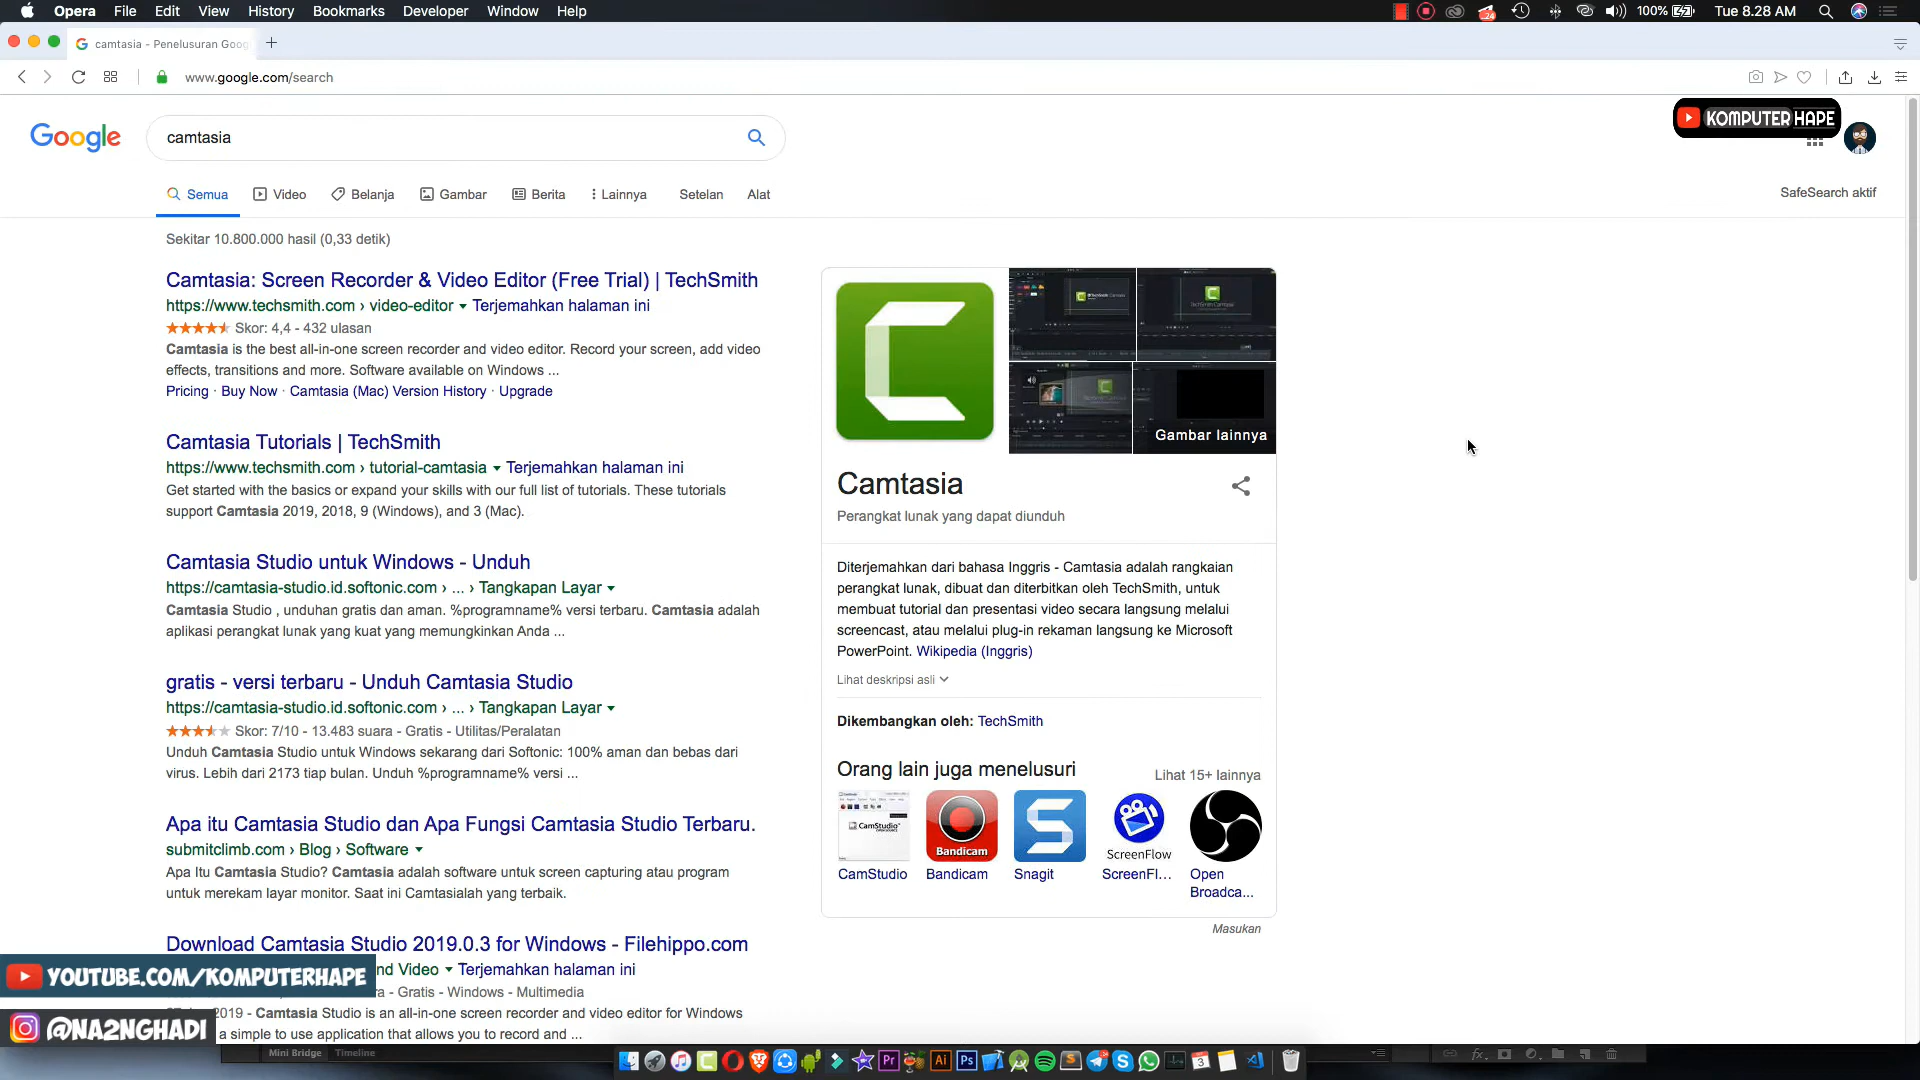 Opera File Edit View History Bookmarks Developer Window Help
24 100% Tue 8.28 AM
camtasia - Penelusuran Goog
www.google.com/search
KOMPUTER HAPE
Google
camtasia
Semua Video Belanja Gambar Berita Lainnya Setelan Alat
SafeSearch aktif
Sekitar 10.800.000 hasil (0,33 detik)
Camtasia: Screen Recorder & Video Editor (Free Trial) | TechSmith
https://www.techsmith.com › video-editor Terjemahkan halaman ini
Skor: 4,4 - 432 ulasan
Camtasia is the best all-in-one screen recorder and video editor. Record your screen, add video
effects, transitions and more. Software available on Windows ...
Pricing · Buy Now · Camtasia (Mac) Version History · Upgrade
Camtasia Tutorials | TechSmith
https://www.techsmith.com › tutorial-camtasia Terjemahkan halaman ini
Get started with the basics or expand your skills with our full list of tutorials. These tutorials
support Camtasia 2019, 2018, 9 (Windows), and 3 (Mac).
Camtasia Studio untuk Windows - Unduh
https://camtasia-studio.id.softonic.com › ... › Tangkapan Layar
Camtasia Studio , unduhan gratis dan aman. %programname% versi terbaru. Camtasia adalah
aplikasi perangkat lunak yang kuat yang memungkinkan Anda ...
gratis - versi terbaru - Unduh Camtasia Studio
https://camtasia-studio.id.softonic.com › ... › Tangkapan Layar
Skor: 7/10 - 13.483 suara - Gratis - Utilitas/Peralatan
Unduh Camtasia Studio untuk Windows sekarang dari Softonic: 100% aman dan bebas dari
virus. Lebih dari 2173 tiap bulan. Unduh %programname% versi ...
Apa itu Camtasia Studio dan Apa Fungsi Camtasia Studio Terbaru.
submitclimb.com › Blog › Software
Apa Itu Camtasia Studio? Camtasia adalah software untuk screen capturing atau program
untuk merekam layar monitor. Saat ini Camtasialah yang terbaik.
Download Camtasia Studio 2019.0.3 for Windows - Filehippo.com
nd Video Terjemahkan halaman ini
ra - Gratis - Windows - Multimedia
2019 - Camtasia Studio is an all-in-one screen recorder and video editor for Windows
a simple to use application that allows you to record and ...
Gambar lainnya
Camtasia
Perangkat lunak yang dapat diunduh
Diterjemahkan dari bahasa Inggris - Camtasia adalah rangkaian
perangkat lunak, dibuat dan diterbitkan oleh TechSmith, untuk
membuat tutorial dan presentasi video secara langsung melalui
screencast, atau melalui plug-in rekaman langsung ke Microsoft
PowerPoint. Wikipedia (Inggris)
Lihat deskripsi asli
Dikembangkan oleh: TechSmith
Orang lain juga menelusuri
Lihat 15+ lainnya
CamStudio
Bandicam
ScreenFlow
CamStudio Bandicam Snagit ScreenFl... Open
Broadca...
Masukan
YOUTUBE.COM/KOMPUTERHAPE
@NA2NGHADI
Mini Bridge Timeline
Pr Ai Ps 3
fx